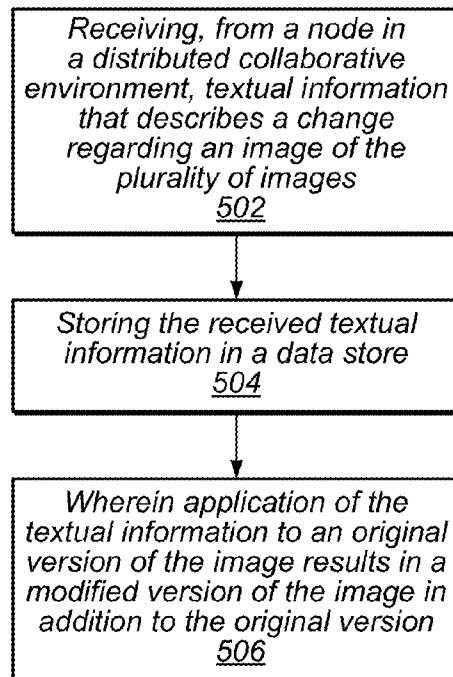 Receiving, from a node in
a distributed collaborative
environment, textual information
that describes a change
regarding an image of the
plurality of images
502
Storing the received textual
information in a data store
504
Wherein application of the
textual information to an original
version of the image results in a
modified version of the image in
addition to the original version
506